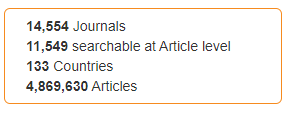 14,554 Journals
11,549 searchable at Article level
133 Countries
4,869,630 Articles